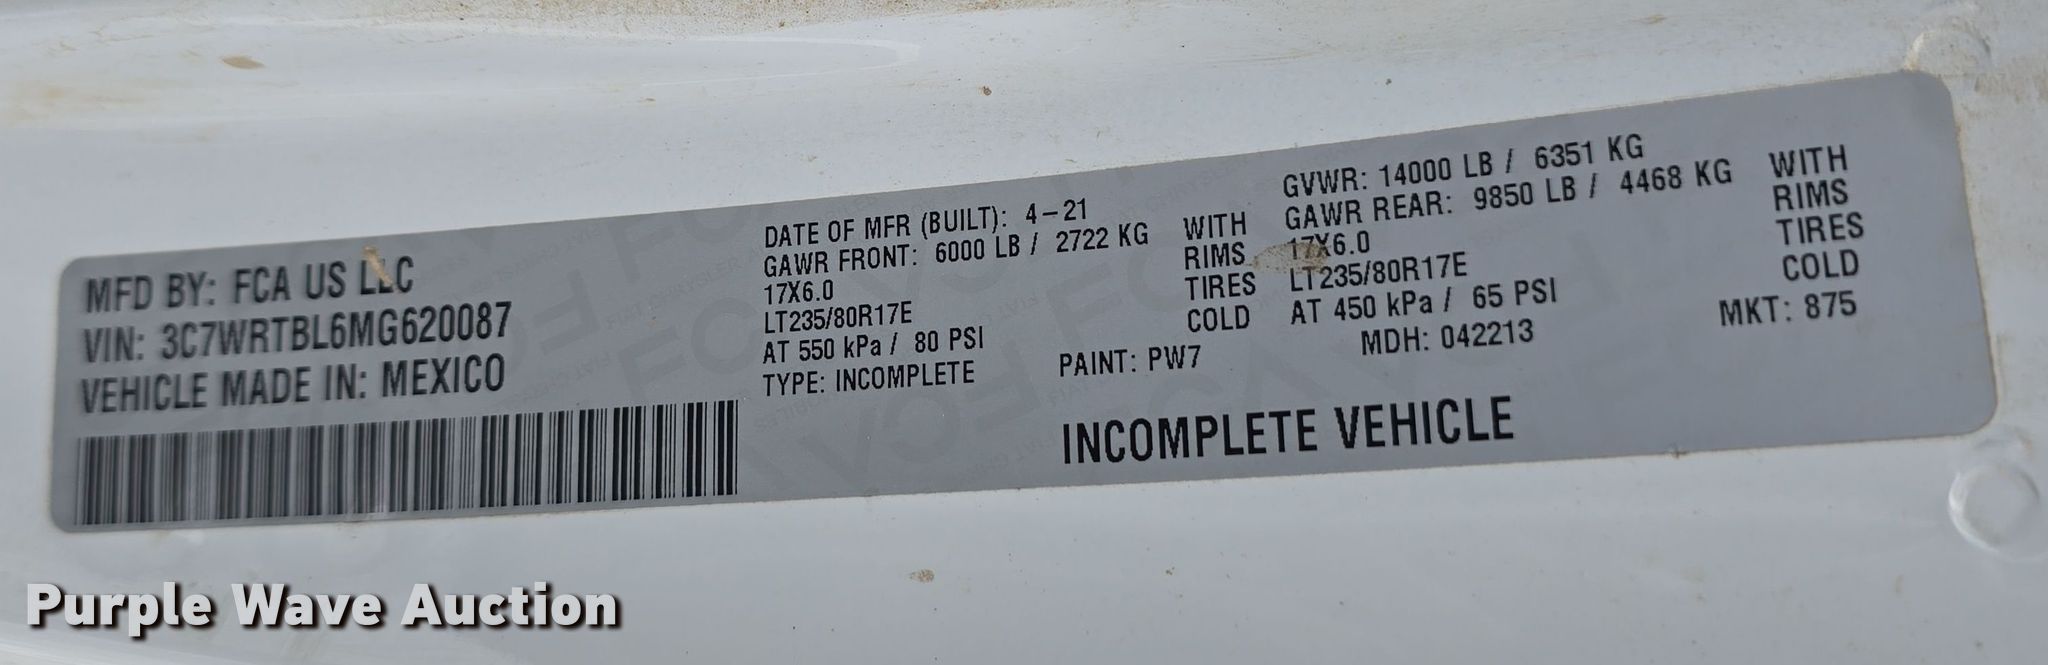 MFD BY: FCA US LLC
VIN: 3C7WRTBL6MG620087
VEHICLE MADE IN: MEXICO
DATE OF MFR (BUILT): 4-21
GAWR FRONT: 6000 LB / 2722 KG WITH
17X6.0 RIMS
LT235/80R17E TIRES
AT 550 kPa / 80 PSI COLD
TYPE: INCOMPLETE
PAINT: PW7
GVWR: 14000 LB / 6351 KG
GAWR REAR: 9850 LB / 4468 KG WITH
17X6.0 RIMS
LT235/80R17E TIRES
AT 450 kPa / 65 PSI COLD
MDH: 042213
MKT: 875
INCOMPLETE VEHICLE
Purple Wave Auction